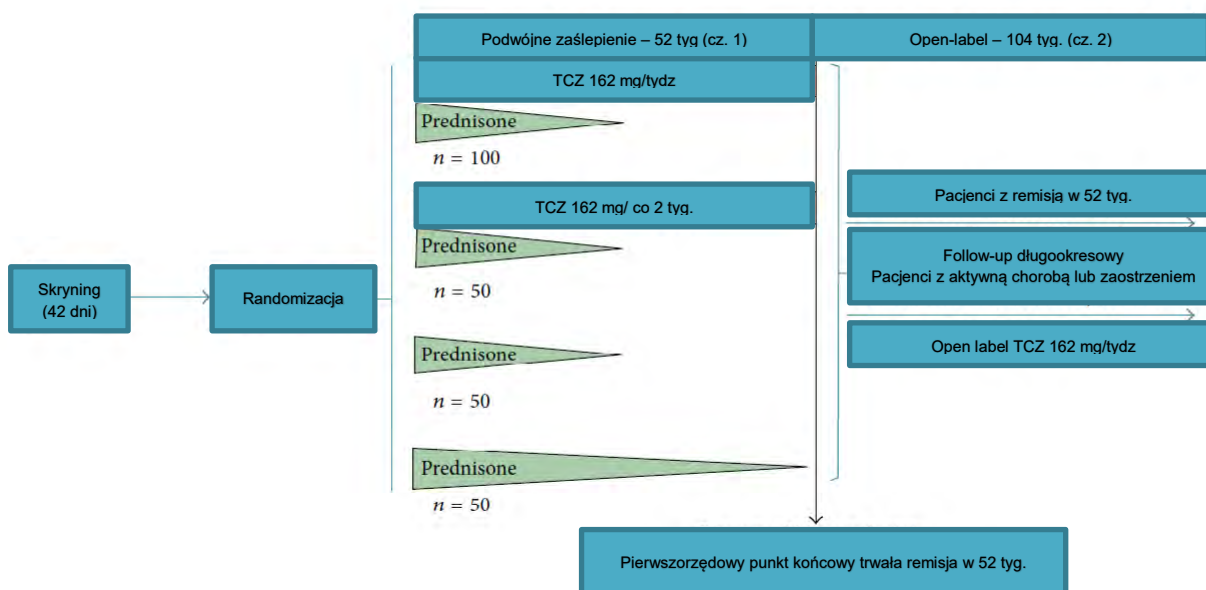 Podwójne zaślepienie – 52 tyg (cz. 1)
Open-label – 104 tyg. (cz. 2)
TCZ 162 mg/tydz
Prednisone
n = 100
TCZ 162 mg/ co 2 tyg.
Prednisone
n = 50
Prednisone
n = 50
Prednisone
n = 50
Skryning
(42 dni)
Randomizacja
Pacjenci z remisją w 52 tyg.
Follow-up długookresowy
Pacjenci z aktywną chorobą lub zaostrzeniem
Open label TCZ 162 mg/tydz
Pierwszorzędowy punkt końcowy trwała remisja w 52 tyg.